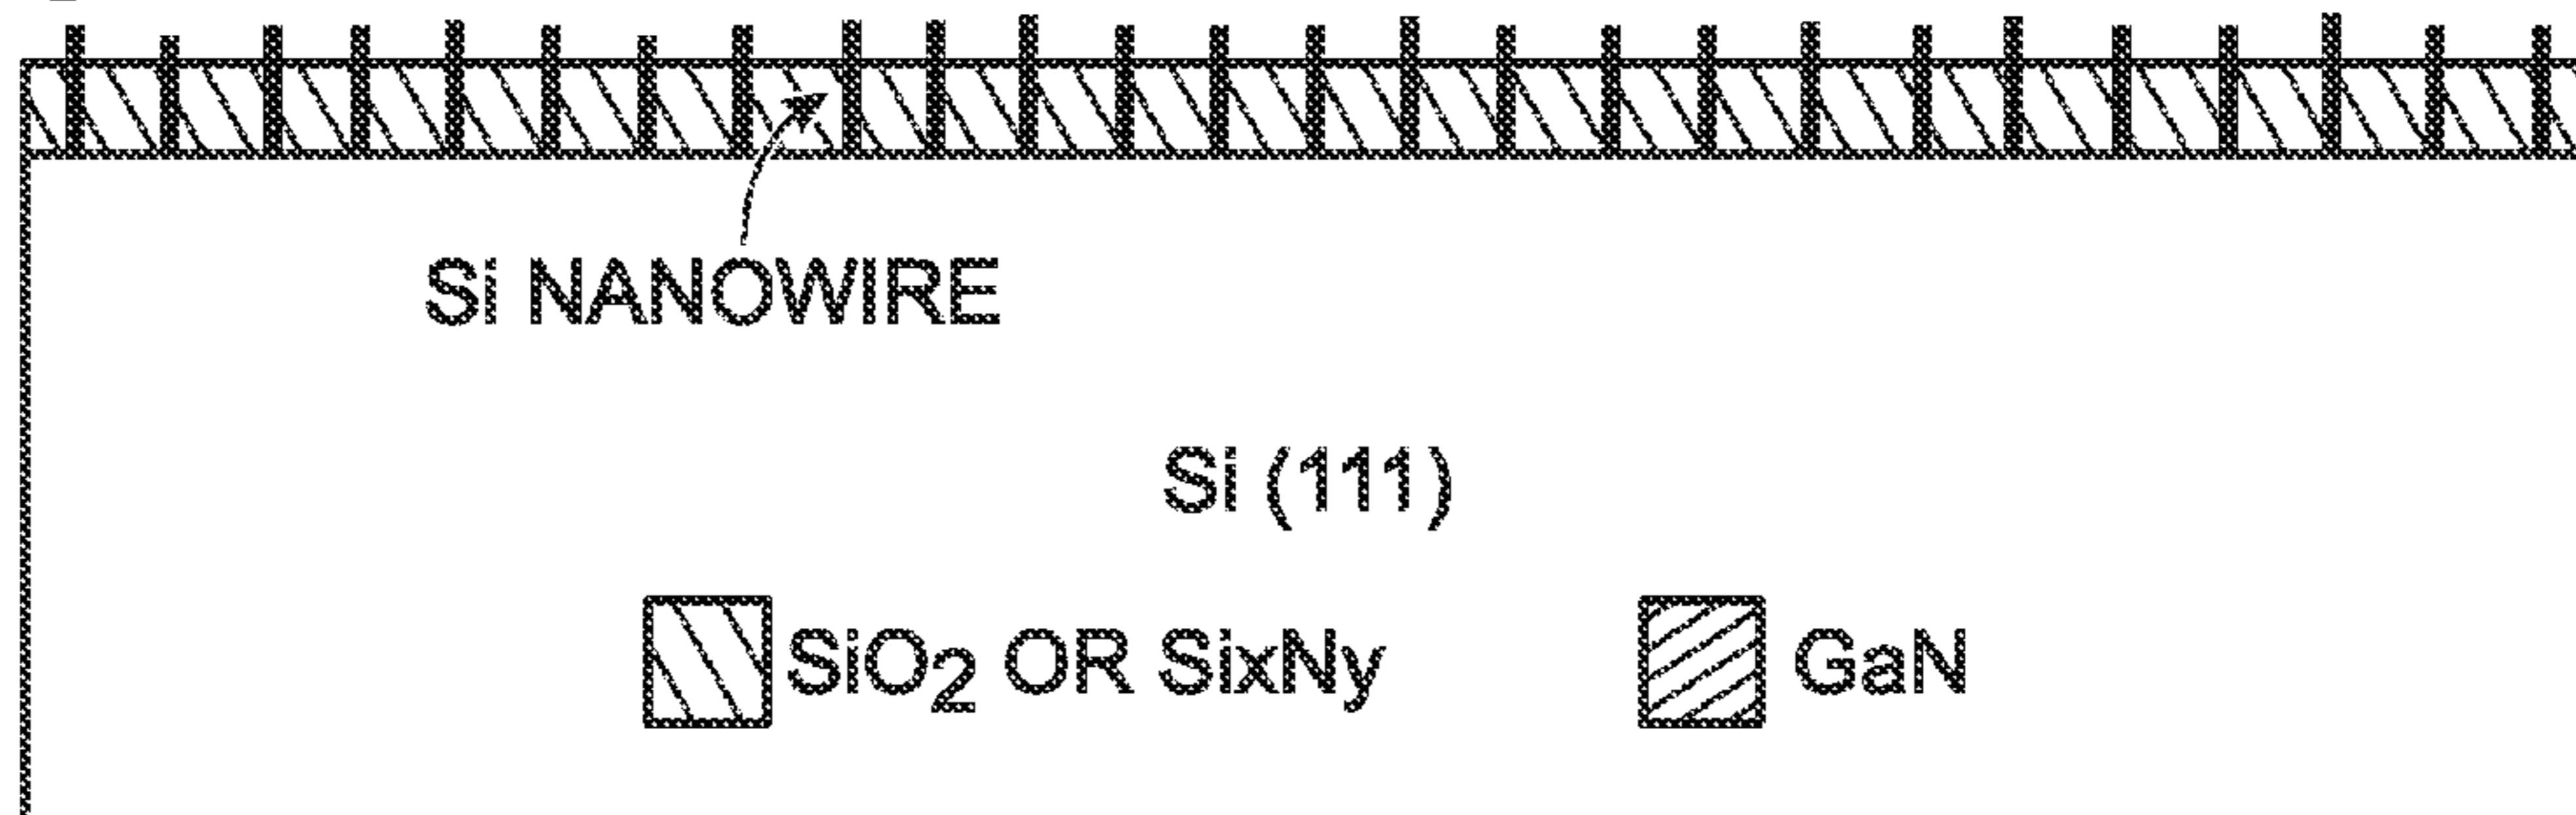 Si NANOWIRE
Si (111)
SiO₂ OR SixNy
GaN